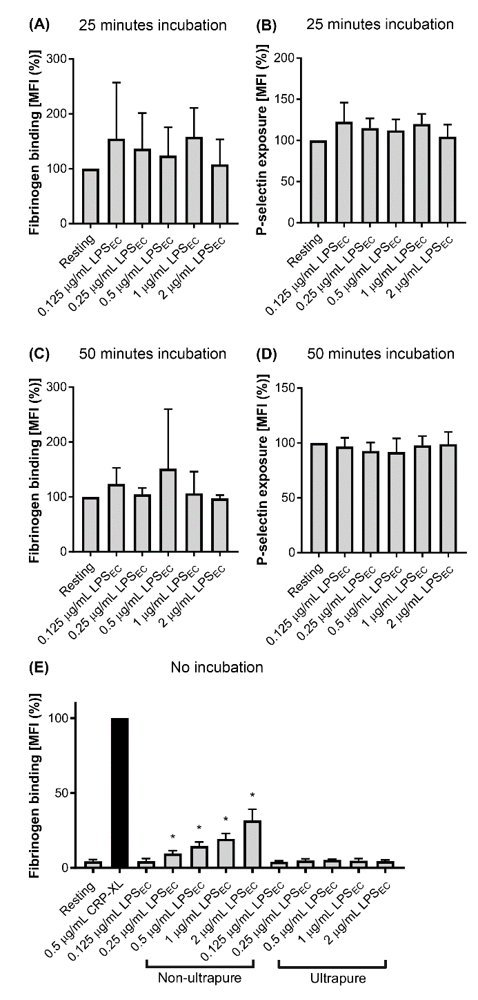 (A) 25 minutes incubation
Fibrinogen binding [MFI (%)]
300
200
100
0
Resting
0.125 µg/mL LPSEC
0.25 µg/mL LPSEC
0.5 µg/mL LPSEC
1 µg/mL LPSEC
2 µg/mL LPSEC
(B) 25 minutes incubation
P-selectin exposure [MFI (%)]
200
150
100
50
0
Resting
0.125 µg/mL LPSEC
0.25 µg/mL LPSEC
0.5 µg/mL LPSEC
1 µg/mL LPSEC
2 µg/mL LPSEC
(C) 50 minutes incubation
Fibrinogen binding [MFI (%)]
300
200
100
0
Resting
0.125 µg/mL LPSEC
0.25 µg/mL LPSEC
0.5 µg/mL LPSEC
1 µg/mL LPSEC
2 µg/mL LPSEC
(D) 50 minutes incubation
P-selectin exposure [MFI (%)]
150
100
50
0
Resting
0.125 µg/mL LPSEC
0.25 µg/mL LPSEC
0.5 µg/mL LPSEC
1 µg/mL LPSEC
2 µg/mL LPSEC
(E) No incubation
Fibrinogen binding [MFI (%)]
100
50
0
* * * *
Resting
0.5 µg/mL CRP-XL
0.125 µg/mL LPSEC
0.25 µg/mL LPSEC
0.5 µg/mL LPSEC
1 µg/mL LPSEC
2 µg/mL LPSEC
0.125 µg/mL LPSEC
0.25 µg/mL LPSEC
0.5 µg/mL LPSEC
1 µg/mL LPSEC
2 µg/mL LPSEC
Non-ultrapure
Ultrapure